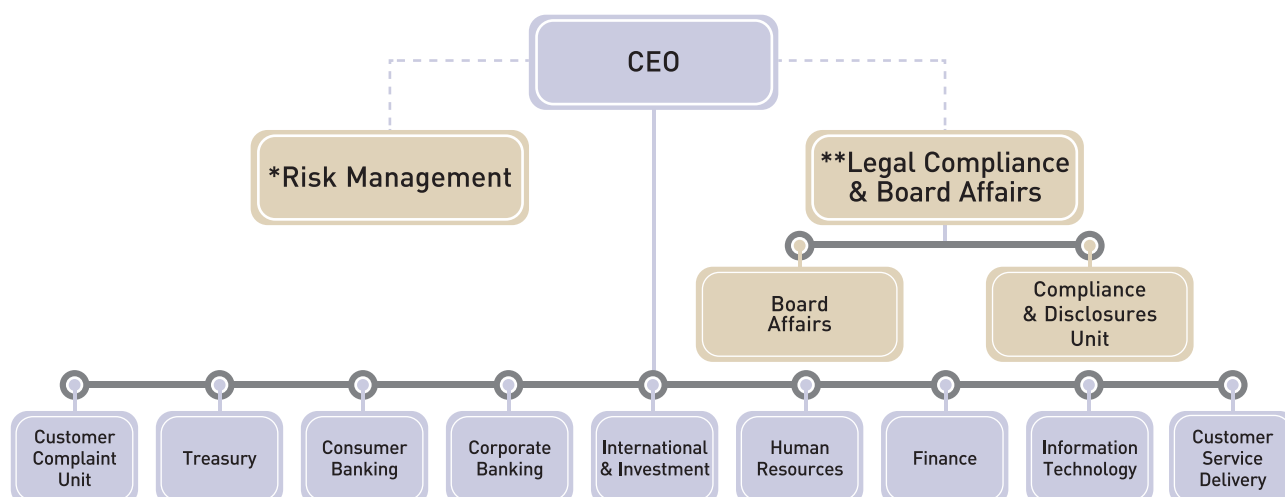 CEO
*Risk Management
**Legal Compliance
& Board Affairs
Board
Affairs
Compliance
& Disclosures
Unit
Customer
Complaint
Unit
Treasury
Consumer
Banking
Corporate
Banking
International
& Investment
Human
Resources
Finance
Information
Technology
Customer
Service
Delivery